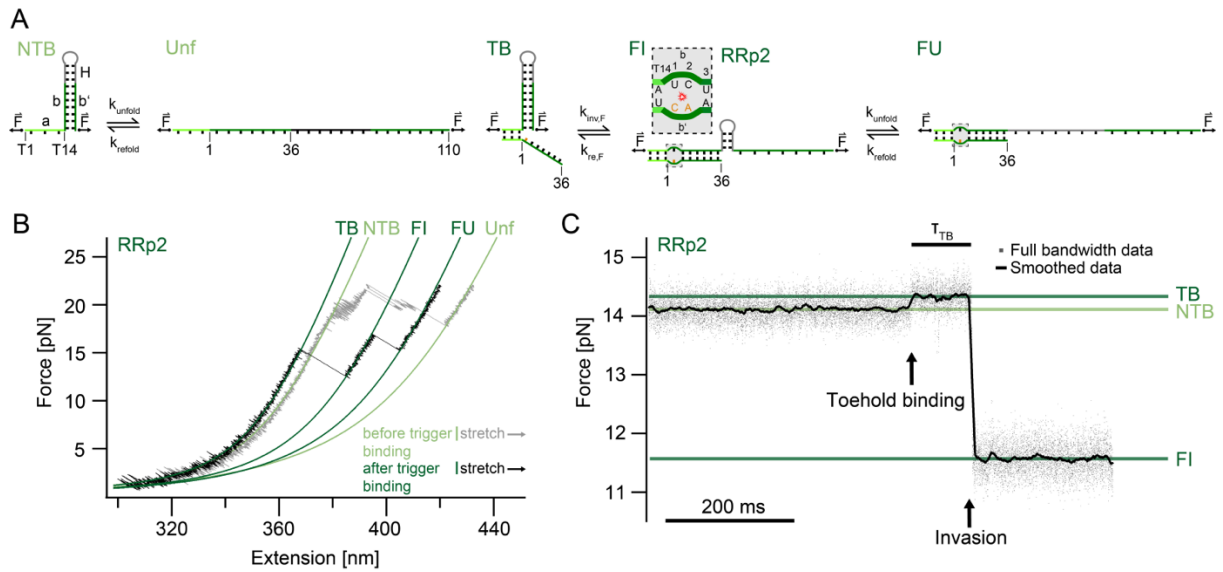 A
NTB
Unf
TB
FI
RRp2
FU
H
b
b'
a
F
F
T1
T14
k_unfold
k_refold
F
F
1
36
110
F
F
1
36
k_inv,F
k_re,F
b
T14 1 2 3
A U C U
U C A A
b'
F
F
1
36
k_unfold
k_refold
F
F
1
36
B
RRp2
TB NTB FI FU Unf
Force [pN]
25
20
15
10
5
before trigger binding | stretch
after trigger binding | stretch
320 360 400 440
Extension [nm]
C
RRp2
τ_TB
Full bandwidth data
Smoothed data
Force [pN]
15
14
13
12
11
TB
NTB
FI
Toehold binding
Invasion
200 ms